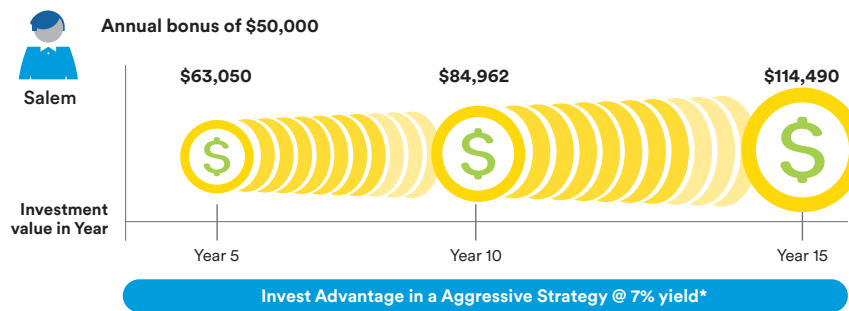 Annual bonus of $50,000
Salem
$63,050
$84,962
$114,490
$
$
$
Investment
value in Year
Year 5
Year 10
Year 15
Invest Advantage in a Aggressive Strategy @ 7% yield*